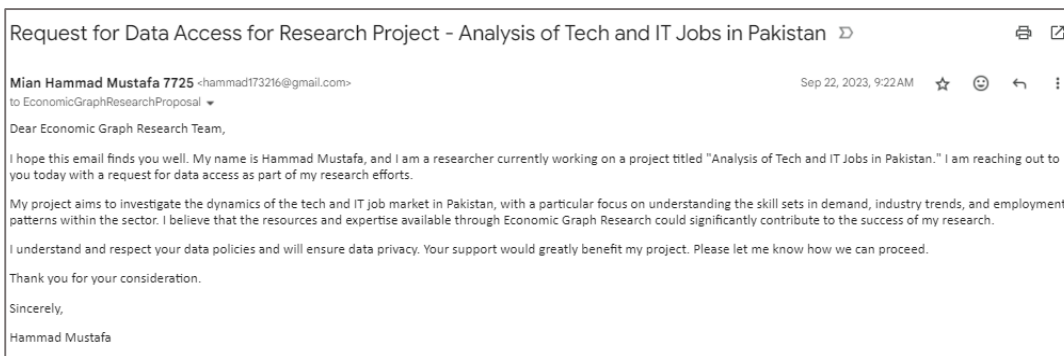 Request for Data Access for Research Project - Analysis of Tech and IT Jobs in Pakistan
Mian Hammad Mustafa 7725 <hammad173216@gmail.com>
Sep 22, 2023, 9:22 AM
to EconomicGraphResearchProposal
Dear Economic Graph Research Team,
I hope this email finds you well. My name is Hammad Mustafa, and I am a researcher currently working on a project titled "Analysis of Tech and IT Jobs in Pakistan." I am reaching out to
you today with a request for data access as part of my research efforts.
My project aims to investigate the dynamics of the tech and IT job market in Pakistan, with a particular focus on understanding the skill sets in demand, industry trends, and employment
patterns within the sector. I believe that the resources and expertise available through Economic Graph Research could significantly contribute to the success of my research.
I understand and respect your data policies and will ensure data privacy. Your support would greatly benefit my project. Please let me know how we can proceed.
Thank you for your consideration.
Sincerely,
Hammad Mustafa